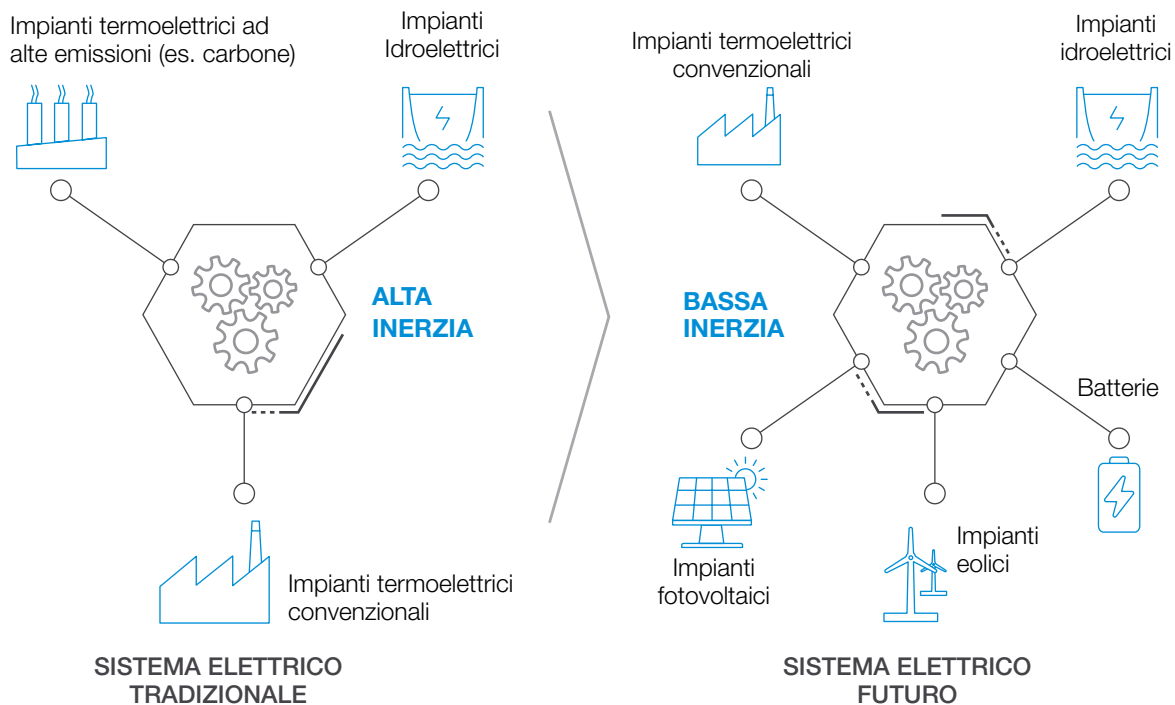 Impianti termoelettrici ad
alte emissioni (es. carbone)
Impianti
Idroelettrici
ALTA
INERZIA
Impianti termoelettrici
convenzionali
SISTEMA ELETTRICO
TRADIZIONALE
Impianti termoelettrici
convenzionali
Impianti
idroelettrici
BASSA
INERZIA
Batterie
Impianti
fotovoltaici
Impianti
eolici
SISTEMA ELETTRICO
FUTURO